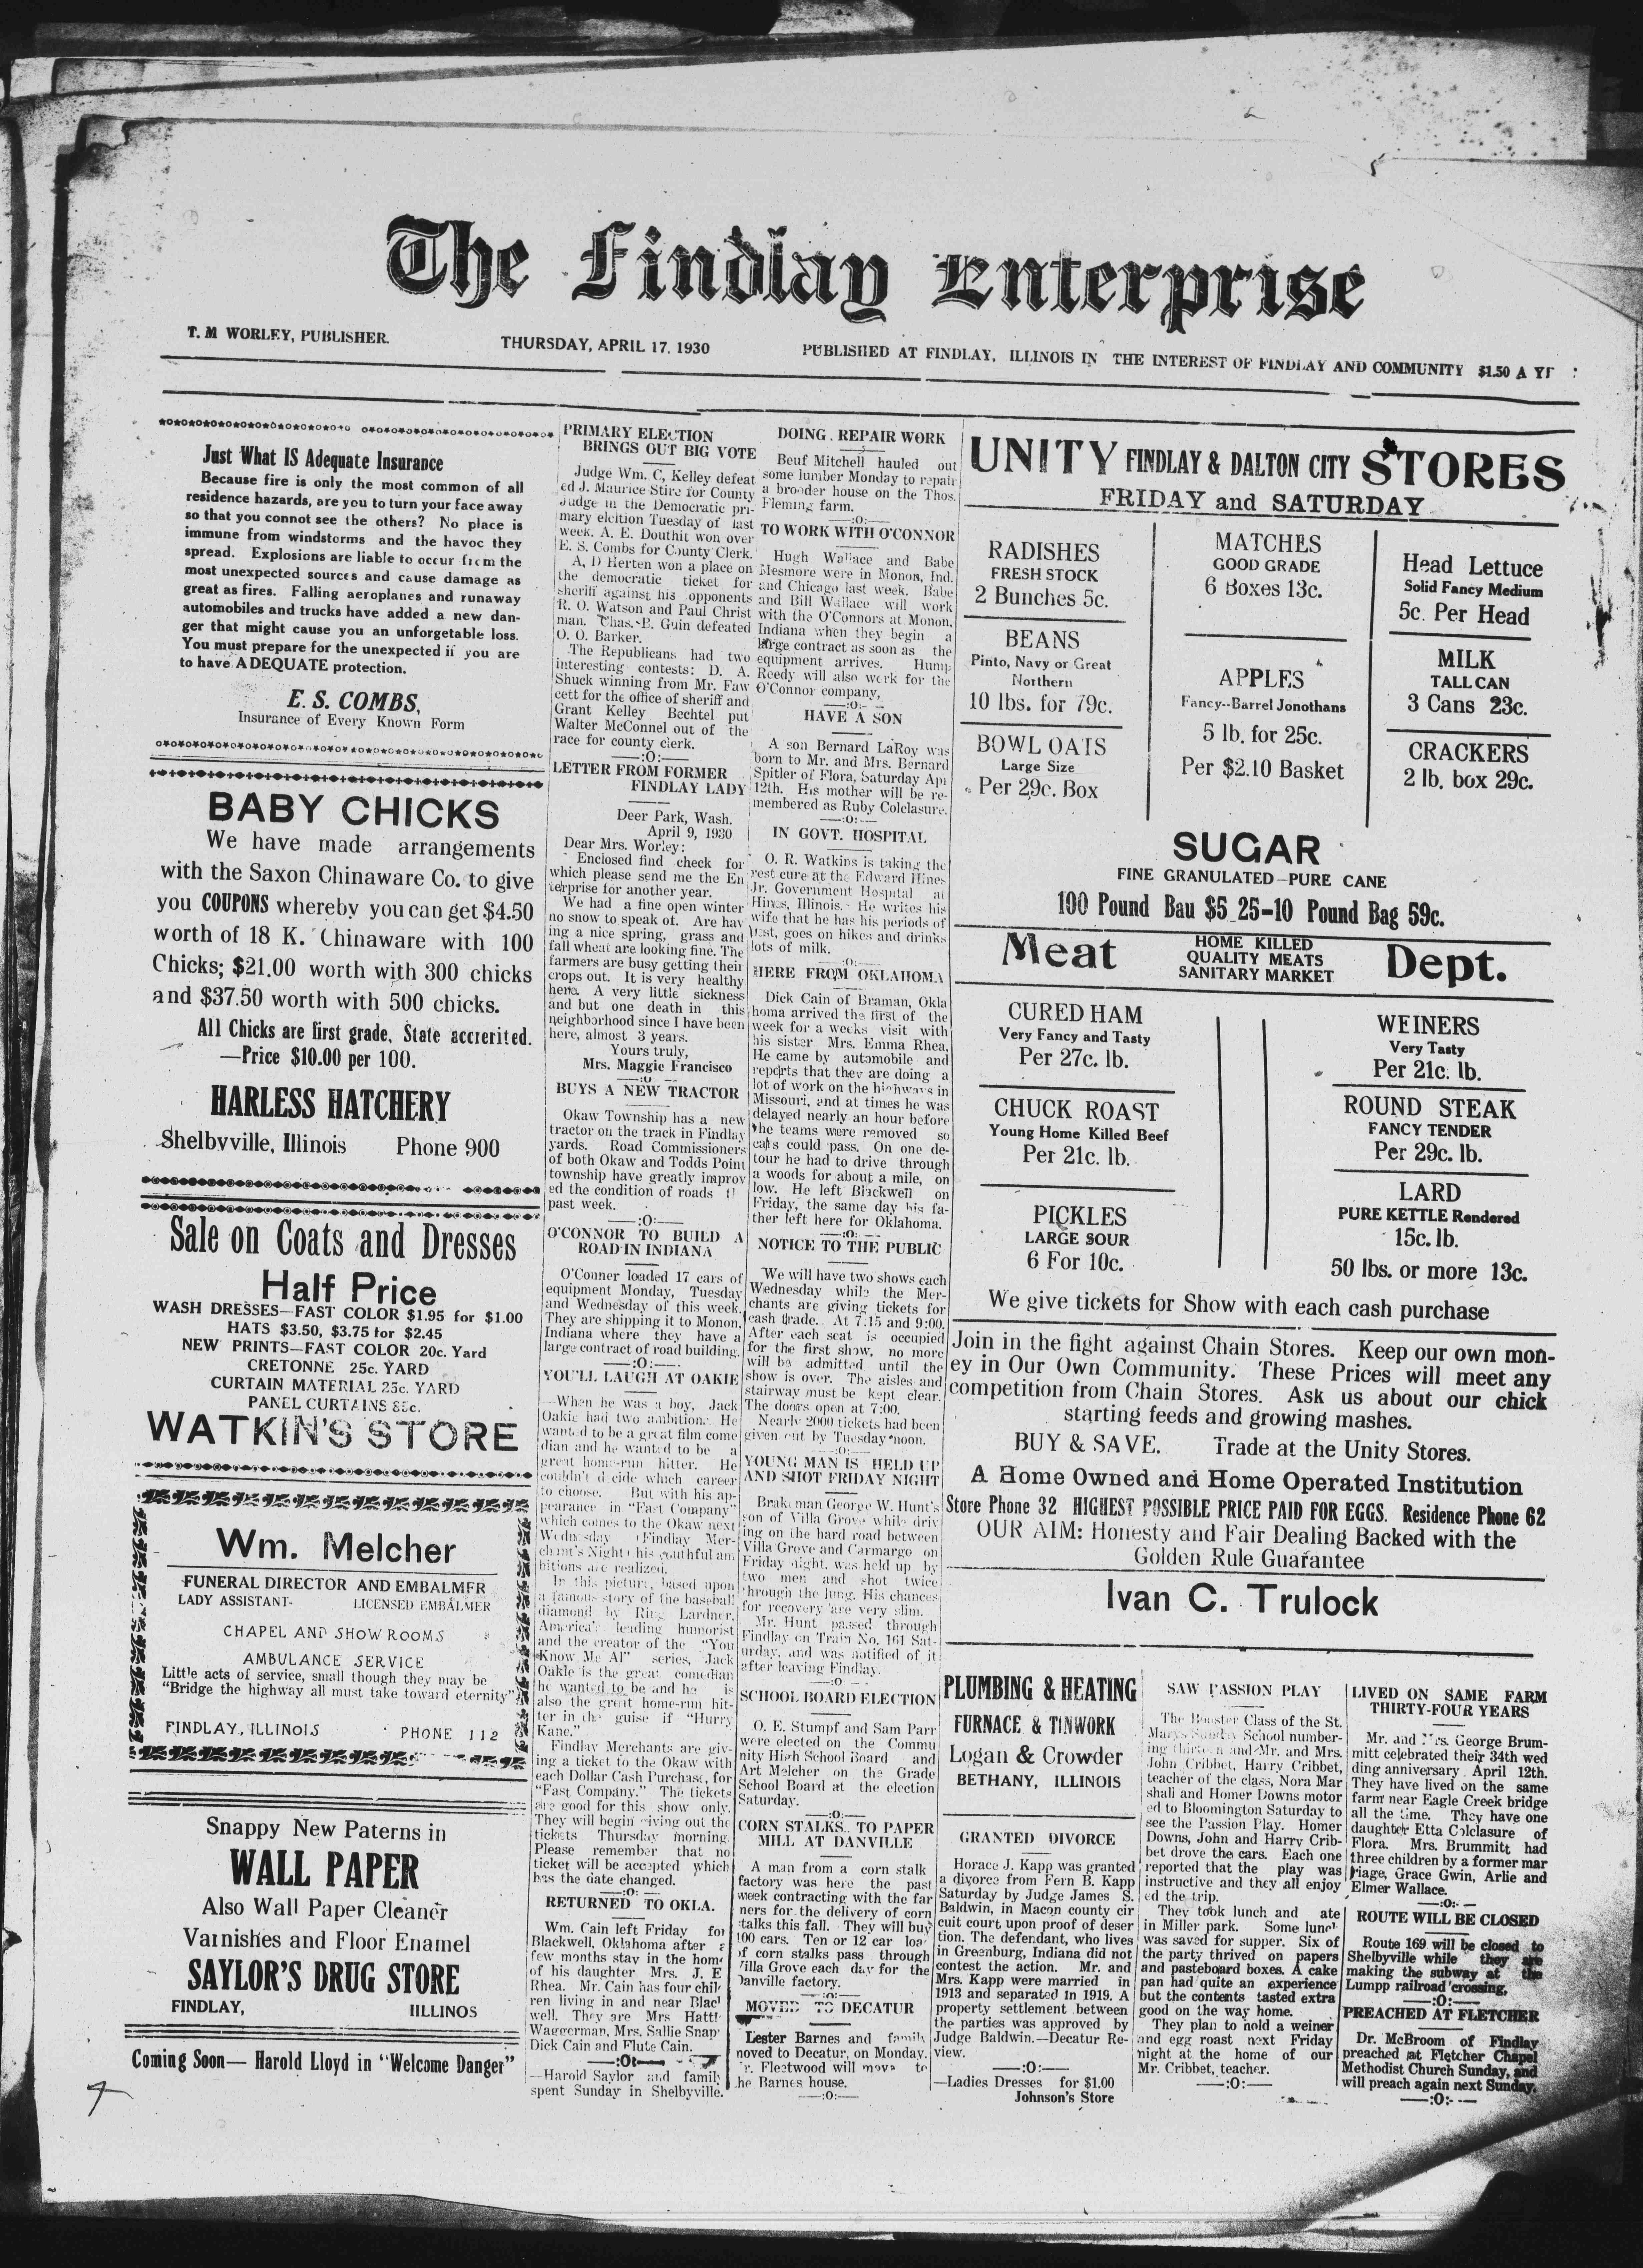 The Findlay Enterprise
T. M WORLEY, PUBLISHER.
THURSDAY, APRIL 17, 1930
PUBLISHED AT FINDLAY, ILLINOIS IN THE INTEREST OF FINDLAY AND COMMUNITY $1.50 A
Just What IS Adequate Insurance
Because fire is only the most common of all
residence hazards, are you to turn your face away
so that you connot see the others? No place is
immune from windstorms and the havoc they
spread. Explosions are liable to occur from the
most unexpected sources and cause damage as
great as fires. Falling aeroplanes and runaway
automobiles and trucks have added a new dan-
ger that might cause you an unforgetable loss.
You must prepare for the unexpected if you are
to have ADEQUATE protection.
E. S. COMBS,
Insurance of Every Known Form
BABY CHICKS
We have made arrangements
with the Saxon Chinaware Co. to give
you COUPONS whereby you can get $4.50
worth of 18 K. Chinaware with 100
Chicks; $21.00 worth with 300 chicks
and $37.50 worth with 500 chicks.
All Chicks are first grade, State accrerited.
—Price $10.00 per 100.
HARLESS HATCHERY
Shelbyville, Illinois Phone 900
Sale on Coats and Dresses
Half Price
WASH DRESSES—FAST COLOR $1.95 for $1.00
HATS $3.50, $3.75 for $2.45
NEW PRINTS—FAST COLOR 20c. Yard
CRETONNE 25c. YARD
CURTAIN MATERIAL 25c. YARD
PANEL CURTAINS
WATKIN'S STORE
Wm. Melcher
FUNERAL DIRECTOR AND EMBALMER
LADY ASSISTANT- LICENSED EMBALMER
CHAPEL AND SHOW ROOMS
AMBULANCE SERVICE
Little acts of service, small though they may be
"Bridge the highway all must take toward eternity"
FINDLAY, ILLINOIS PHONE 112
Snappy New Paterns in
WALL PAPER
Also Wall Paper Cleaner
Varnishes and Floor Enamel
SAYLOR'S DRUG STORE
FINDLAY, IILLINOS
Coming Soon— Harold Lloyd in "Welcome Danger"
PRIMARY ELECTION
BRINGS OUT BIG VOTE
Judge Wm. C, Kelley defeat
ed J. Maurice Stire for County
Judge in the Democratic pri-
mary elcition Tuesday of last
week. A. E. Douthit won over
E. S. Combs for County Clerk.
A, D Herten won a place on
the democratic ticket for
sheriff against his opponents
R. O. Watson and Paul Christ
man. Chas. B. Guin defeated
O. O. Barker.
The Republicans had two
interesting contests: D. A.
Shuck winning from Mr. Faw
cett for the office of sheriff and
Grant Kelley Bechtel put
Walter McConnel out of the
race for county clerk.
—:O:—
LETTER FROM FORMER
FINDLAY LADY
Deer Park, Wash.
April 9, 1930
Dear Mrs. Worley:
Enclosed find check for
which please send me the En
terprise for another year.
We had a fine open winter
no snow to speak of. Are hav
ing a nice spring, grass and
fall wheat are looking fine. The
farmers are busy getting their
crops out. It is very healthy
here. A very little sickness
and but one death in this
neighborhood since I have been
here, almost 3 years.
Yours truly,
Mrs. Maggie Francisco
BUYS A NEW TRACTOR
Okaw Township has a new
tractor on the track in Findlay
yards. Road Commissioners
of both Okaw and Todds Point
township have greatly improv
ed the condition of roads
past week.
—:O:—
O'CONNOR TO BUILD A
ROAD IN INDIANA
O'Conner loaded 17 cars of
equipment Monday, Tuesday
and Wednesday of this week.
They are shipping it to Monon,
Indiana where they have a
large contract of road building.
—:O:—
YOU'LL LAUGH AT OAKIE
When he was a boy, Jack
Oakie had two ambitions. He
wanted to be a great film come
dian and he wanted to be a
great home-run hitter. He
couldn't decide which career
to choose. But with his ap-
pearance in "Fast Company"
which comes to the Okaw next
Wednesday (Findlay Mer-
chant's Night) his youthful am
bitions are realized.
In this picture, based upon
a famous story of the baseball
diamond by Ring Lardner,
America's leading humorist
and the creator of the "You
Know Me Al" series, Jack
Oakie is the great comedian
he wanted to be and he is
also the great home-run hit-
ter in the guise if "Hurry
Kane."
Findlay Merchants are giv-
ing a ticket to the Okaw with
each Dollar Cash Purchase, for
"Fast Company." The tickets
are good for this show only.
They will begin giving out the
tickets Thursday morning.
Please remember that no
ticket will be accepted which
has the date changed.
—:O:—
RETURNED TO OKLA.
Wm. Cain left Friday for
Blackwell, Oklahoma after a
few months stay in the home
of his daughter Mrs. J. E
Rhea. Mr. Cain has four child
ren living in and near Black
well. They are Mrs
Waggerman, Mrs. Sallie Snap
Dick Cain and Flute Cain.
—:O:—
—Harold Saylor and family
spent Sunday in Shelbyville.
DOING REPAIR WORK
Beuf Mitchell hauled out
some lumber Monday to repair
a brooder house on the Thos.
Fleming farm.
—:O:—
TO WORK WITH O'CONNOR
Hugh Wallace and Babe
Mesmore were in Monon, Ind.
and Chicago last week. Babe
and Bill Wallace will work
with the O'Connors at Monon,
Indiana when they begin a
large contract as soon as the
equipment arrives. Hump
Reedy will also work for the
O'Connor company,
—:O:—
HAVE A SON
A son Bernard LaRoy was
born to Mr. and Mrs. Bernard
Spitler of Flora, Saturday Apr
12th. His mother will be re-
membered as Ruby Colclasure.
—:O:—
IN GOVT. HOSPITAL
O. R. Watkins is taking the
rest cure at the Edward Hines
Jr. Government Hospital at
Hines, Illinois. He writes his
wife that he has his periods of
rest, goes on hikes and drinks
lots of milk.
—:O:—
HERE FROM OKLAHOMA
Dick Cain of Braman, Okla
homa arrived the first of the
week for a weeks visit with
his sister Mrs. Emma Rhea.
He came by automobile and
reports that they are doing a
lot of work on the highways in
Missouri, and at times he was
delayed nearly an hour before
the teams were removed so
cars could pass. On one de-
tour he had to drive through
a woods for about a mile, on
low. He left Blackwell on
Friday, the same day his fa-
ther left here for Oklahoma.
—:O:—
NOTICE TO THE PUBLIC
We will have two shows each
Wednesday while the Mer-
chants are giving tickets for
cash trade. At 7:15 and 9:00.
After each seat is occupied
for the first show, no more
will be admitted until the
show is over. The aisles and
stairway must be kept clear.
The doors open at 7:00.
Nearly 2000 tickets had been
given out by Tuesday noon.
—:O:—
YOUNG MAN IS HELD UP
AND SHOT FRIDAY NIGHT
Brakeman George W. Hunt's
son of Villa Grove while driv
ing on the hard road between
Villa Grove and Carmargo on
Friday night, was held up by
two men and shot twice
through the lung. His chances
for recovery are very slim.
Mr. Hunt passed through
Findlay on Train No. 161 Sat-
urday, and was notified of it
after leaving Findlay.
—:O
SCHOOL BOARD ELECTION
O. E. Stumpf and Sam Parr
were elected on the Commu
nity High School Board and
Art Melcher on the Grade
School Board at the election
Saturday.
—:O:—
CORN STALKS TO PAPER
MILL AT DANVILLE
A man from a corn stalk
factory was here the past
week contracting with the far
ners for the delivery of corn
stalks this fall. They will buy
100 cars. Ten or 12 car loa
of corn stalks pass through
Villa Grove each day for the
Danville factory.
—:O:—
MOVED TO DECATUR
Lester Barnes and family
moved to Decatur, on Monday.
Fleetwood will move to
he Barnes house.
—:O:—
UNITY FINDLAY & DALTON CITY STORES
FRIDAY and SATURDAY
RADISHES
FRESH STOCK
2 Bunches 5c.
BEANS
Pinto, Navy or Great
Northern
10 lbs. for 79c.
BOWL OATS
Large Size
Per 29c. Box
MATCHES
GOOD GRADE
6 Boxes 13c.
APPLES
Fancy--Barrel Jonothans
5 lb. for 25c.
Per $2.10 Basket
Head Lettuce
Solid Fancy Medium
5c. Per Head
MILK
TALL CAN
3 Cans 23c.
CRACKERS
2 lb. box 29c.
SUGAR
FINE GRANULATED—PURE CANE
100 Pound Bau $5.25-10 Pound Bag 59c.
Meat HOME KILLED
QUALITY MEATS
SANITARY MARKET Dept.
CURED HAM
Very Fancy and Tasty
Per 27c. lb.
CHUCK ROAST
Young Home Killed Beef
Per 21c. lb.
PICKLES
LARGE SOUR
6 For 10c.
WEINERS
Very Tasty
Per 21c. lb.
ROUND STEAK
FANCY TENDER
Per 29c. lb.
LARD
PURE KETTLE Rendered
15c. lb.
50 lbs. or more 13c.
We give tickets for Show with each cash purchase
Join in the fight against Chain Stores. Keep our own mon-
ey in Our Own Community. These Prices will meet any
competition from Chain Stores. Ask us about our chick
starting feeds and growing mashes.
BUY & SAVE. Trade at the Unity Stores.
A Home Owned and Home Operated Institution
Store Phone 32 HIGHEST POSSIBLE PRICE PAID FOR EGGS. Residence Phone 62
OUR AIM: Honesty and Fair Dealing Backed with the
Golden Rule Guarantee
Ivan C. Trulock
PLUMBING & HEATING
FURNACE & TINWORK
Logan & Crowder
BETHANY, ILLINOIS
GRANTED DIVORCE
Horace J. Kapp was granted
a divorce from Fern B. Kapp
Saturday by Judge James S.
Baldwin, in Macon county cir
cuit court upon proof of deser
tion. The defendant, who lives
in Greenburg, Indiana did not
contest the action. Mr. and
Mrs. Kapp were married in
1913 and separated in 1919. A
property settlement between
the parties was approved by
Judge Baldwin.—Decatur Re-
view.
—:O:—
—Ladies Dresses for $1.00
Johnson's Store
SAW PASSION PLAY
The Booster Class of the St.
Marys Sunday School number-
ing thirteen and Mr. and Mrs.
John Cribbet, Harry Cribbet,
teacher of the class, Nora Mar
shall and Homer Downs motor
ed to Bloomington Saturday to
see the Passion Play. Homer
Downs, John and Harry Crib-
bet drove the cars. Each one
reported that the play was
instructive and they all enjoy
ed the trip.
They took lunch and ate
in Miller park. Some lunch
was saved for supper. Six of
the party thrived on papers
and pasteboard boxes. A cake
pan had quite an experience
but the contents tasted extra
good on the way home.
They plan to hold a weiner
and egg roast next Friday
night at the home of our
Mr. Cribbet, teacher.
—:O:—
LIVED ON SAME FARM
THIRTY-FOUR YEARS
Mr. and Mrs. George Brum-
mitt celebrated their 34th wed
ding anniversary April 12th.
They have lived on the same
farm near Eagle Creek bridge
all the time. They have one
daughter Etta Colclasure of
Flora. Mrs. Brummitt had
three children by a former mar
riage, Grace Gwin, Arlie and
Elmer Wallace.
—:O:—
ROUTE WILL BE CLOSED
Route 169 will be closed to
Shelbyville while they are
making the subway at the
Lumpp railroad crossing,
—:O:—
PREACHED AT FLETCHER
Dr. McBroom of Findlay
preached at Fletcher Chapel
Methodist Church Sunday, and
will preach again next Sunday.
—:O:—